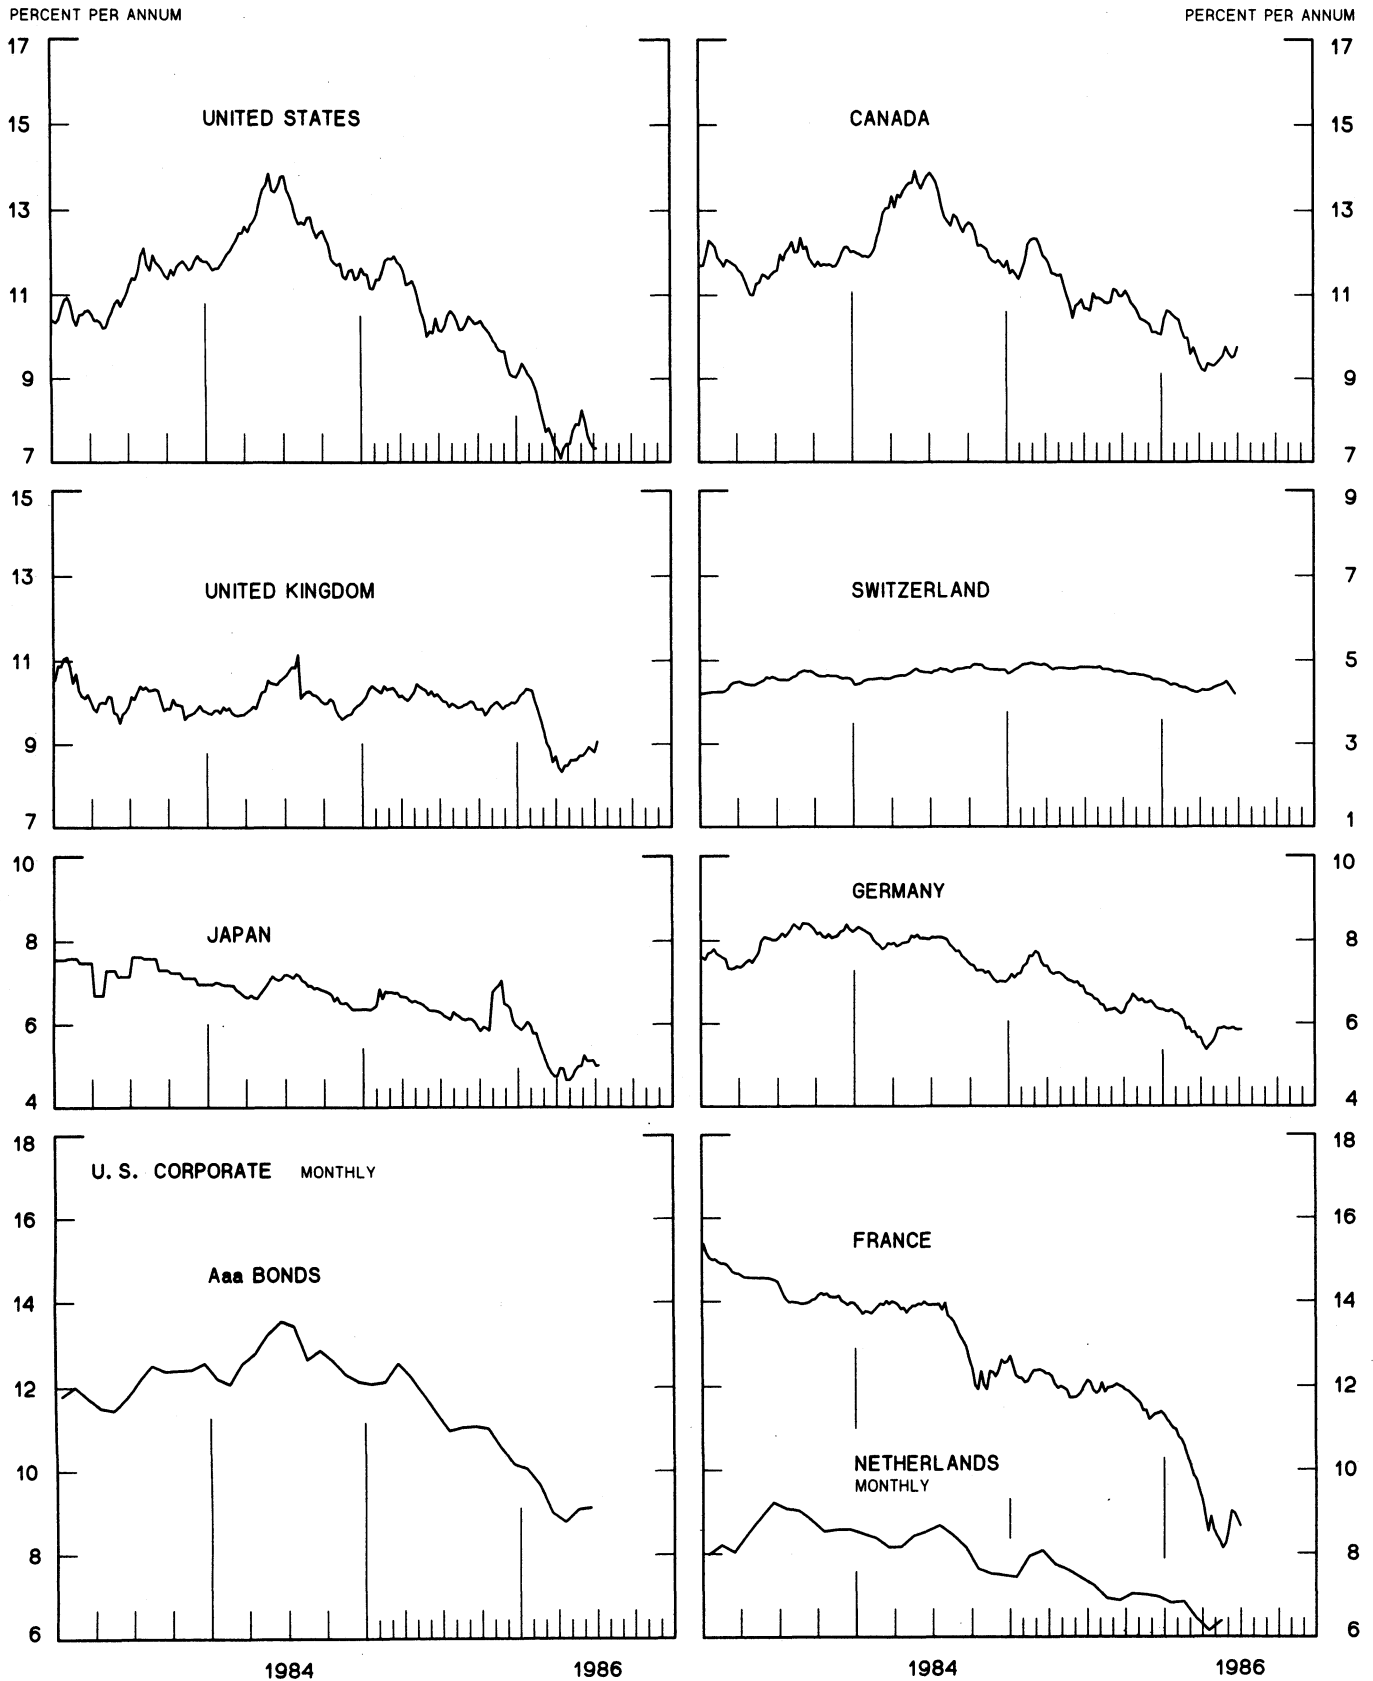 PERCENT PER ANNUM PERCENT PER ANNUM
17 17
UNITED STATES CANADA
15 15
13 13
11 11
9 9
7 7
15 9
13 7
UNITED KINGDOM SWITZERLAND
11 5
9 3
7 1
10 10
GERMANY
JAPAN
8 8
6 6
4 4
18 18
U.S. CORPORATE MONTHLY
16 16
FRANCE
Aaa BONDS
14 14
12 12
NETHERLANDS
10 10
MONTHLY
8 8
6 6
1984 1986 1984 1986